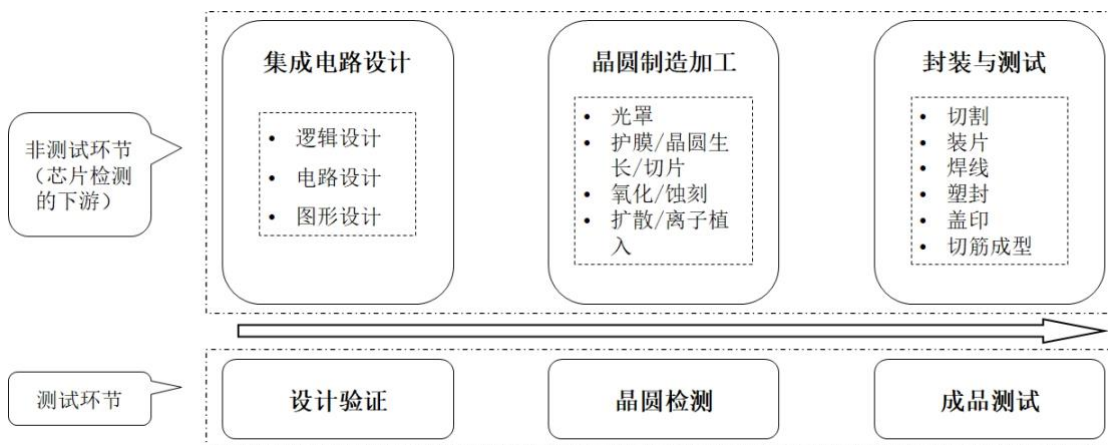 集成电路设计
• 逻辑设计
• 电路设计
• 图形设计
晶圆制造加工
• 光罩
• 护膜/晶圆生
长/切片
• 氧化/蚀刻
• 扩散/离子植
入
封装与测试
• 切割
• 装片
• 焊线
• 塑封
• 盖印
• 切筋成型
非测试环节
（芯片检测
的下游）
测试环节
设计验证
晶圆检测
成品测试